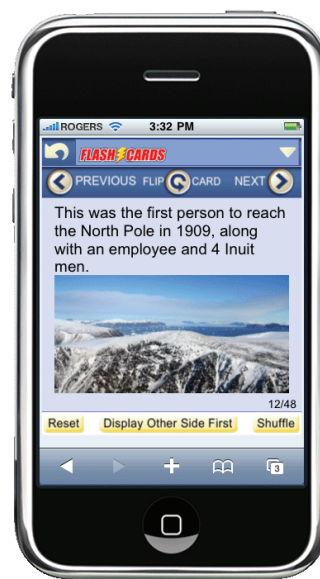 ROGERS 3:32 PM
FLASH CARDS
PREVIOUS FLIP CARD NEXT
This was the first person to reach
the North Pole in 1909, along
with an employee and 4 Inuit
men.
12/48
Reset Display Other Side First Shuffle
3